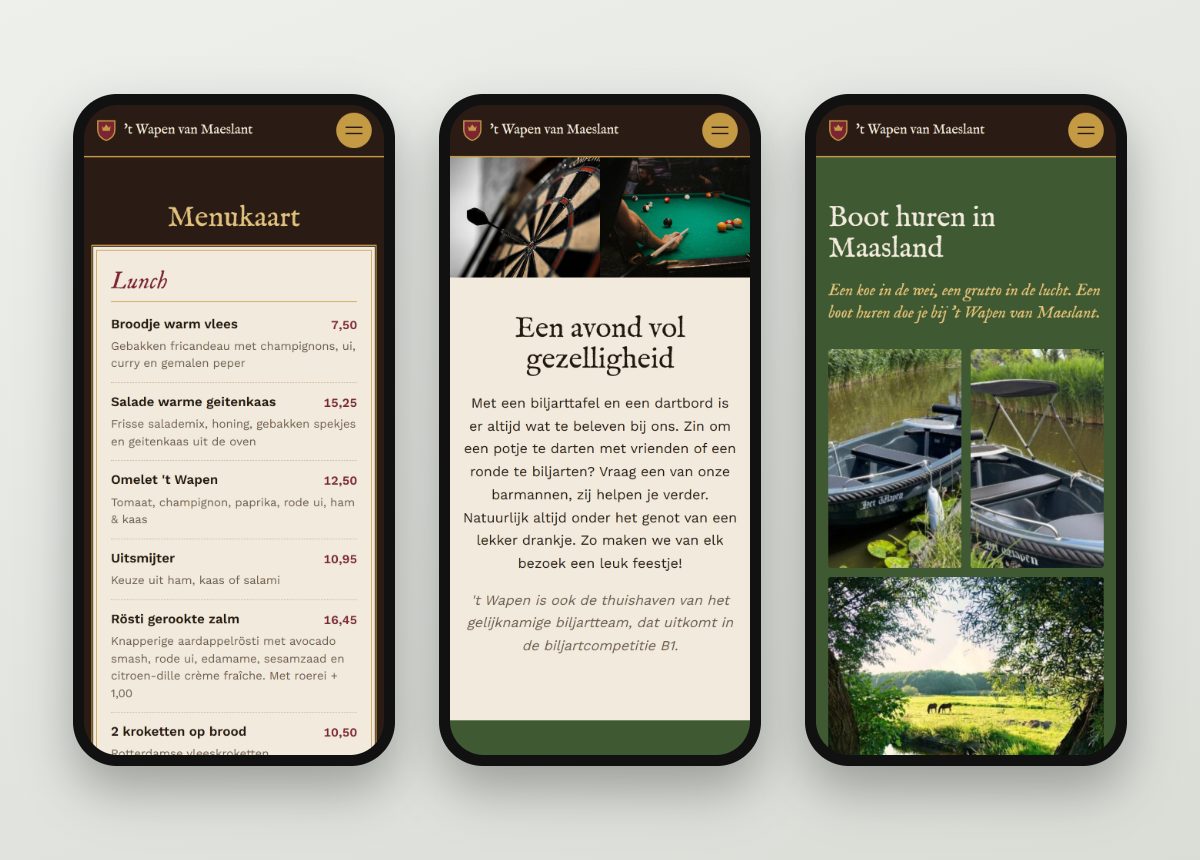 't Wapen van Maeslant
Menukaart
Lunch
Broodje warm vlees 7,50
Gebakken fricandeau met champignons, ui,
curry en gemalen peper
Salade warme geitenkaas 15,25
Frisse salademix, honing, gebakken spekjes
en geitenkaas uit de oven
Omelet 't Wapen 12,50
Tomaat, champignon, paprika, rode ui, ham
& kaas
Uitsmijter 10,95
Keuze uit ham, kaas of salami
Rösti gerookte zalm 16,45
Knapperige aardappelrösti met avocado
smash, rode ui, edamame, sesamzaad en
citroen-dille crème fraîche. Met roerei +
1,00
2 kroketten op brood 10,50
Rotterdamse vleeskroketten
't Wapen van Maeslant
Een avond vol
gezelligheid
Met een biljarttafel en een dartbord is
er altijd wat te beleven bij ons. Zin om
een potje te darten met vrienden of een
ronde te biljarten? Vraag een van onze
barmannen, zij helpen je verder.
Natuurlijk altijd onder het genot van een
lekker drankje. Zo maken we van elk
bezoek een leuk feestje!
't Wapen is ook de thuishaven van het
gelijknamige biljartteam, dat uitkomt in
de biljartcompetitie B1.
't Wapen van Maeslant
Boot huren in
Maasland
Een koe in de wei, een grutto in de lucht. Een
boot huren doe je bij 't Wapen van Maeslant.